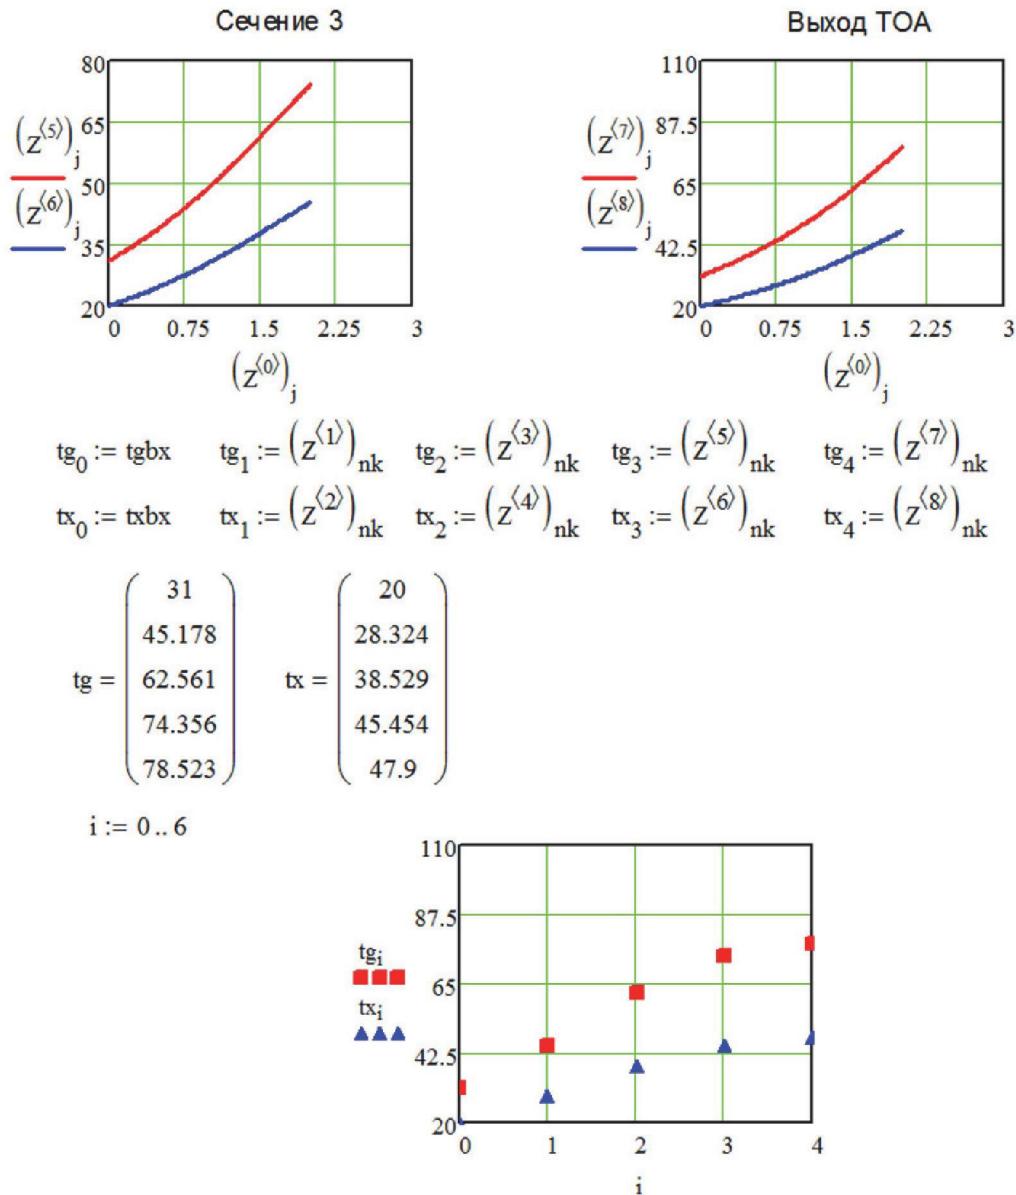 Сечение 3
80
65
50
35
20
(Z⟨5⟩)j
(Z⟨6⟩)j
0 0.75 1.5 2.25 3
(Z⟨0⟩)j
Выход ТОА
110
87.5
65
42.5
20
(Z⟨7⟩)j
(Z⟨8⟩)j
0 0.75 1.5 2.25 3
(Z⟨0⟩)j
tg0 := tgbx tg1 := (Z⟨1⟩)nk tg2 := (Z⟨3⟩)nk tg3 := (Z⟨5⟩)nk tg4 := (Z⟨7⟩)nk
tx0 := txbx tx1 := (Z⟨2⟩)nk tx2 := (Z⟨4⟩)nk tx3 := (Z⟨6⟩)nk tx4 := (Z⟨8⟩)nk
31 20
45.178 28.324
tg = 62.561 tx = 38.529
74.356 45.454
78.523 47.9
i := 0 .. 6
110
87.5
65
42.5
20
tgi
txi
0 1 2 3 4
i